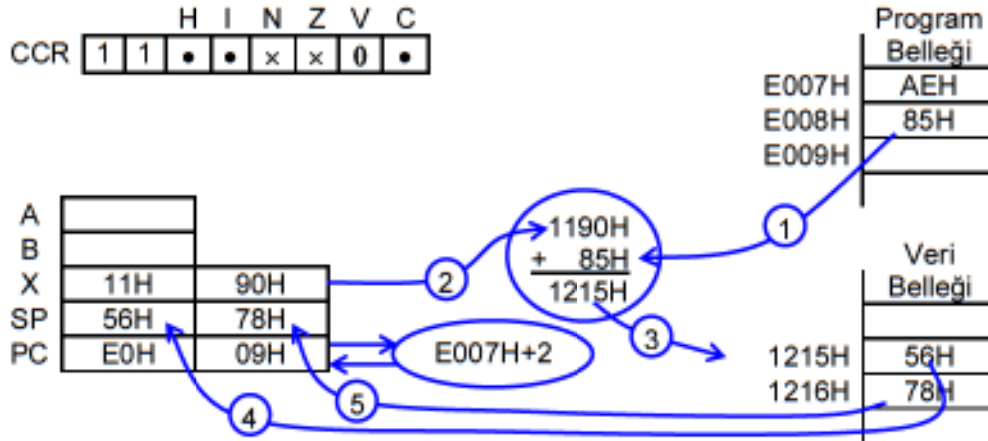 H I N Z V C
CCR 1 1 • • × × 0 •
Program
Belleği
E007H AEH
E008H 85H
E009H
A
B
X 11H 90H
SP 56H 78H
PC E0H 09H
1190H
+ 85H
1215H
E007H+2
1
2
3
4
5
Veri
Belleği
1215H 56H
1216H 78H